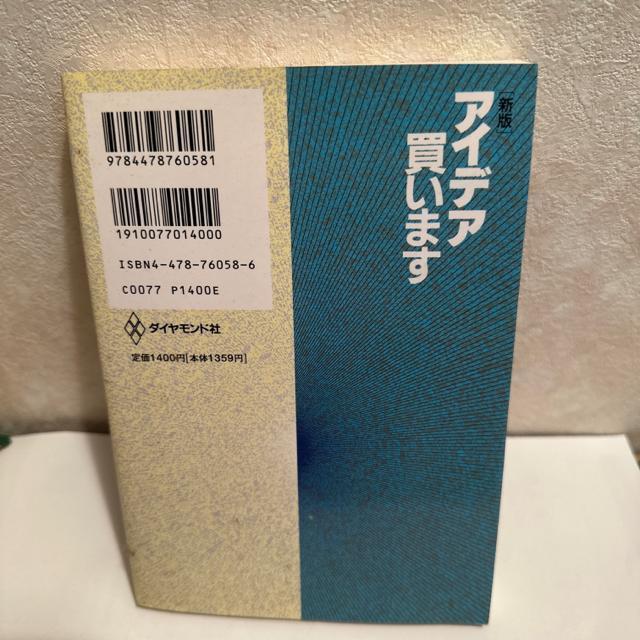 [新版]
アイデア
買います
9784478760581
1910077014000
ISBN4-478-76058-6
C0077 P1400E
ダイヤモンド社
定価1400円[本体1359円]